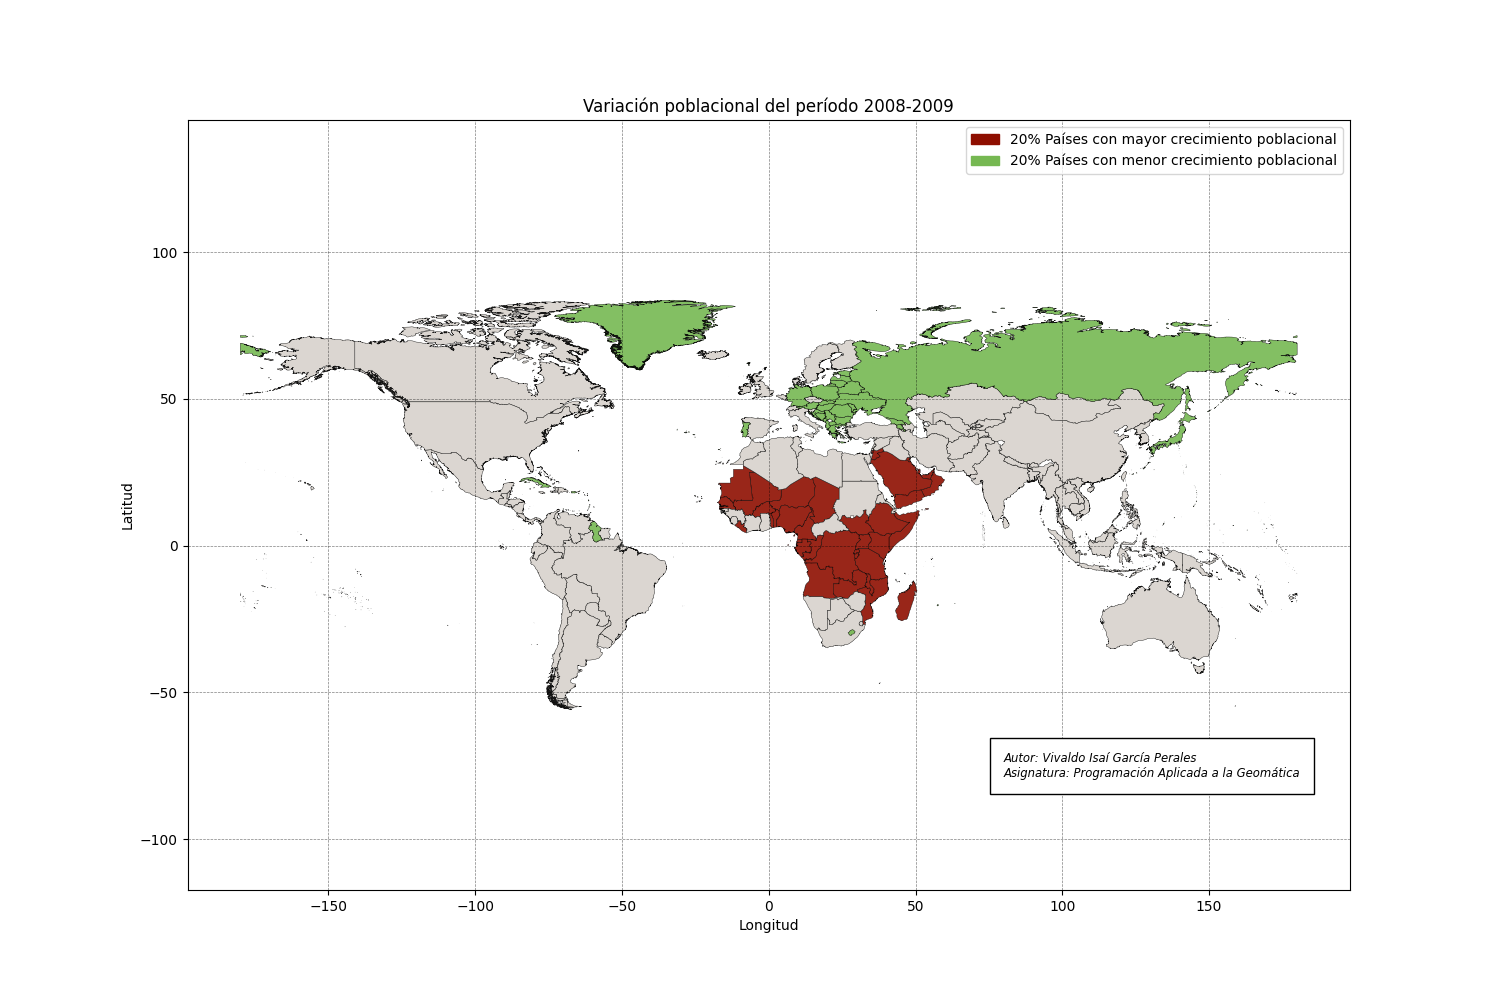 Variación poblacional del período 2008-2009
20% Países con mayor crecimiento poblacional
20% Países con menor crecimiento poblacional
100
50
0
−50
−100
Latitud
−150
−100
−50
0
50
100
150
Longitud
Autor: Vivaldo Isaí García Perales
Asignatura: Programación Aplicada a la Geomática